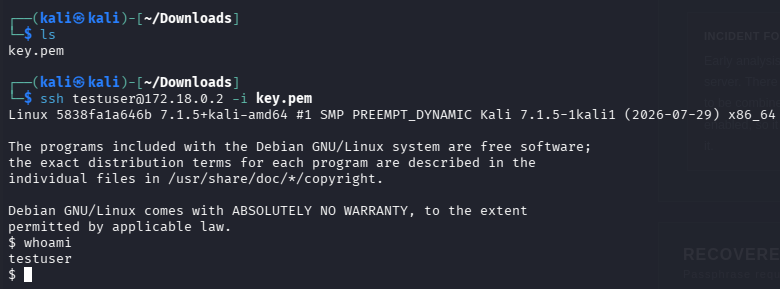 ┌──(kali㉿kali)-[~/Downloads]
└─$ ls
key.pem
┌──(kali㉿kali)-[~/Downloads]
└─$ ssh testuser@172.18.0.2 -i key.pem
Linux 5838fa1a646b 7.1.5+kali-amd64 #1 SMP PREEMPT_DYNAMIC Kali 7.1.5-1kali1 (2026-07-29) x86_64
The programs included with the Debian GNU/Linux system are free software;
the exact distribution terms for each program are described in the
individual files in /usr/share/doc/*/copyright.
Debian GNU/Linux comes with ABSOLUTELY NO WARRANTY, to the extent
permitted by applicable law.
$ whoami
testuser
$
INCIDENT FO
Early analysis
RECOVERE